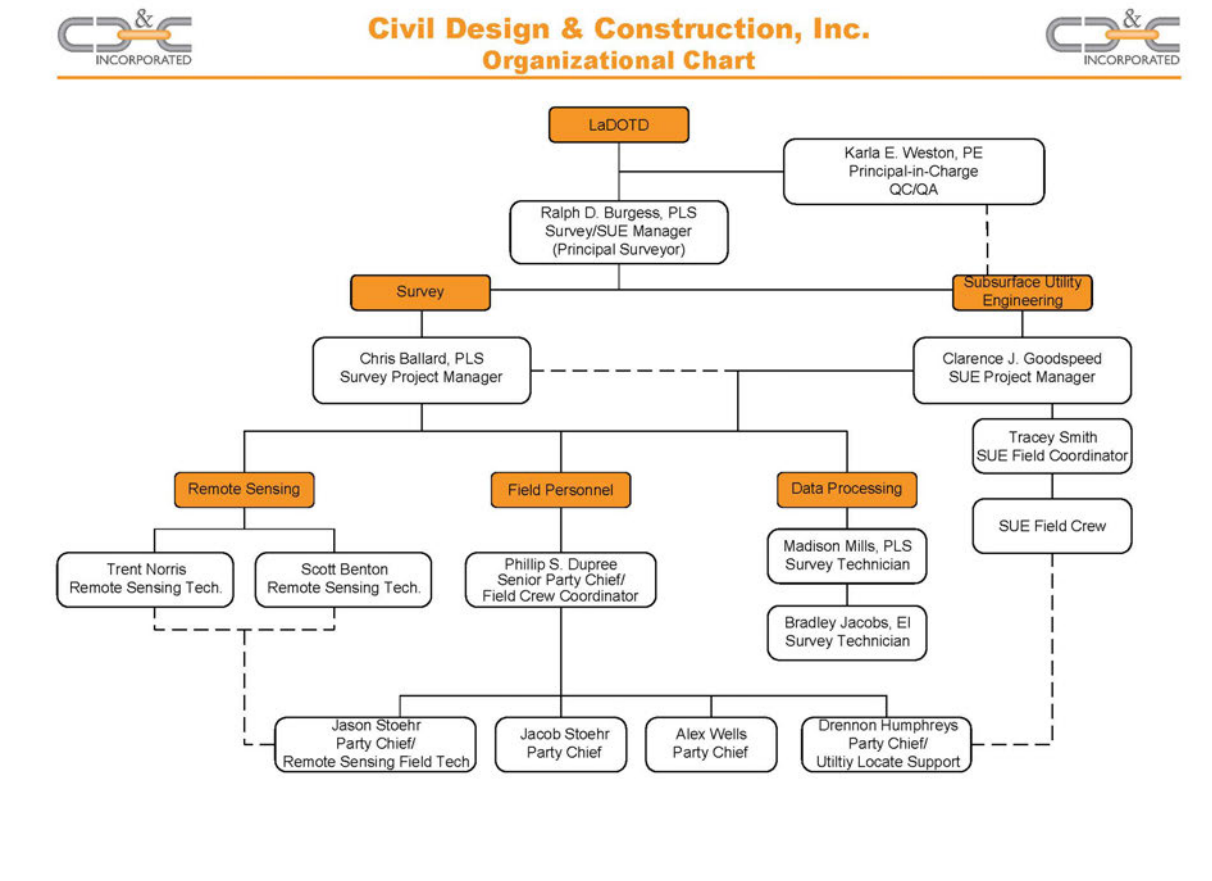 &
INCORPORATED
Civil Design & Construction, Inc.
Organizational Chart
&
INCORPORATED
LaDOTD
Karla E. Weston, PE
Principal-in-Charge
QC/QA
Ralph D. Burgess, PLS
Survey/SUE Manager
(Principal Surveyor)
Survey
Subsurface Utility
Engineering
Chris Ballard, PLS
Survey Project Manager
Clarence J. Goodspeed
SUE Project Manager
Tracey Smith
SUE Field Coordinator
Remote Sensing
Field Personnel
Data Processing
SUE Field Crew
Trent Norris
Remote Sensing Tech.
Scott Benton
Remote Sensing Tech.
Phillip S. Dupree
Senior Party Chief/
Field Crew Coordinator
Madison Mills, PLS
Survey Technician
Bradley Jacobs, EI
Survey Technician
Jason Stoehr
Party Chief/
Remote Sensing Field Tech
Jacob Stoehr
Party Chief
Alex Wells
Party Chief
Drennon Humphreys
Party Chief/
Utiltiy Locate Support